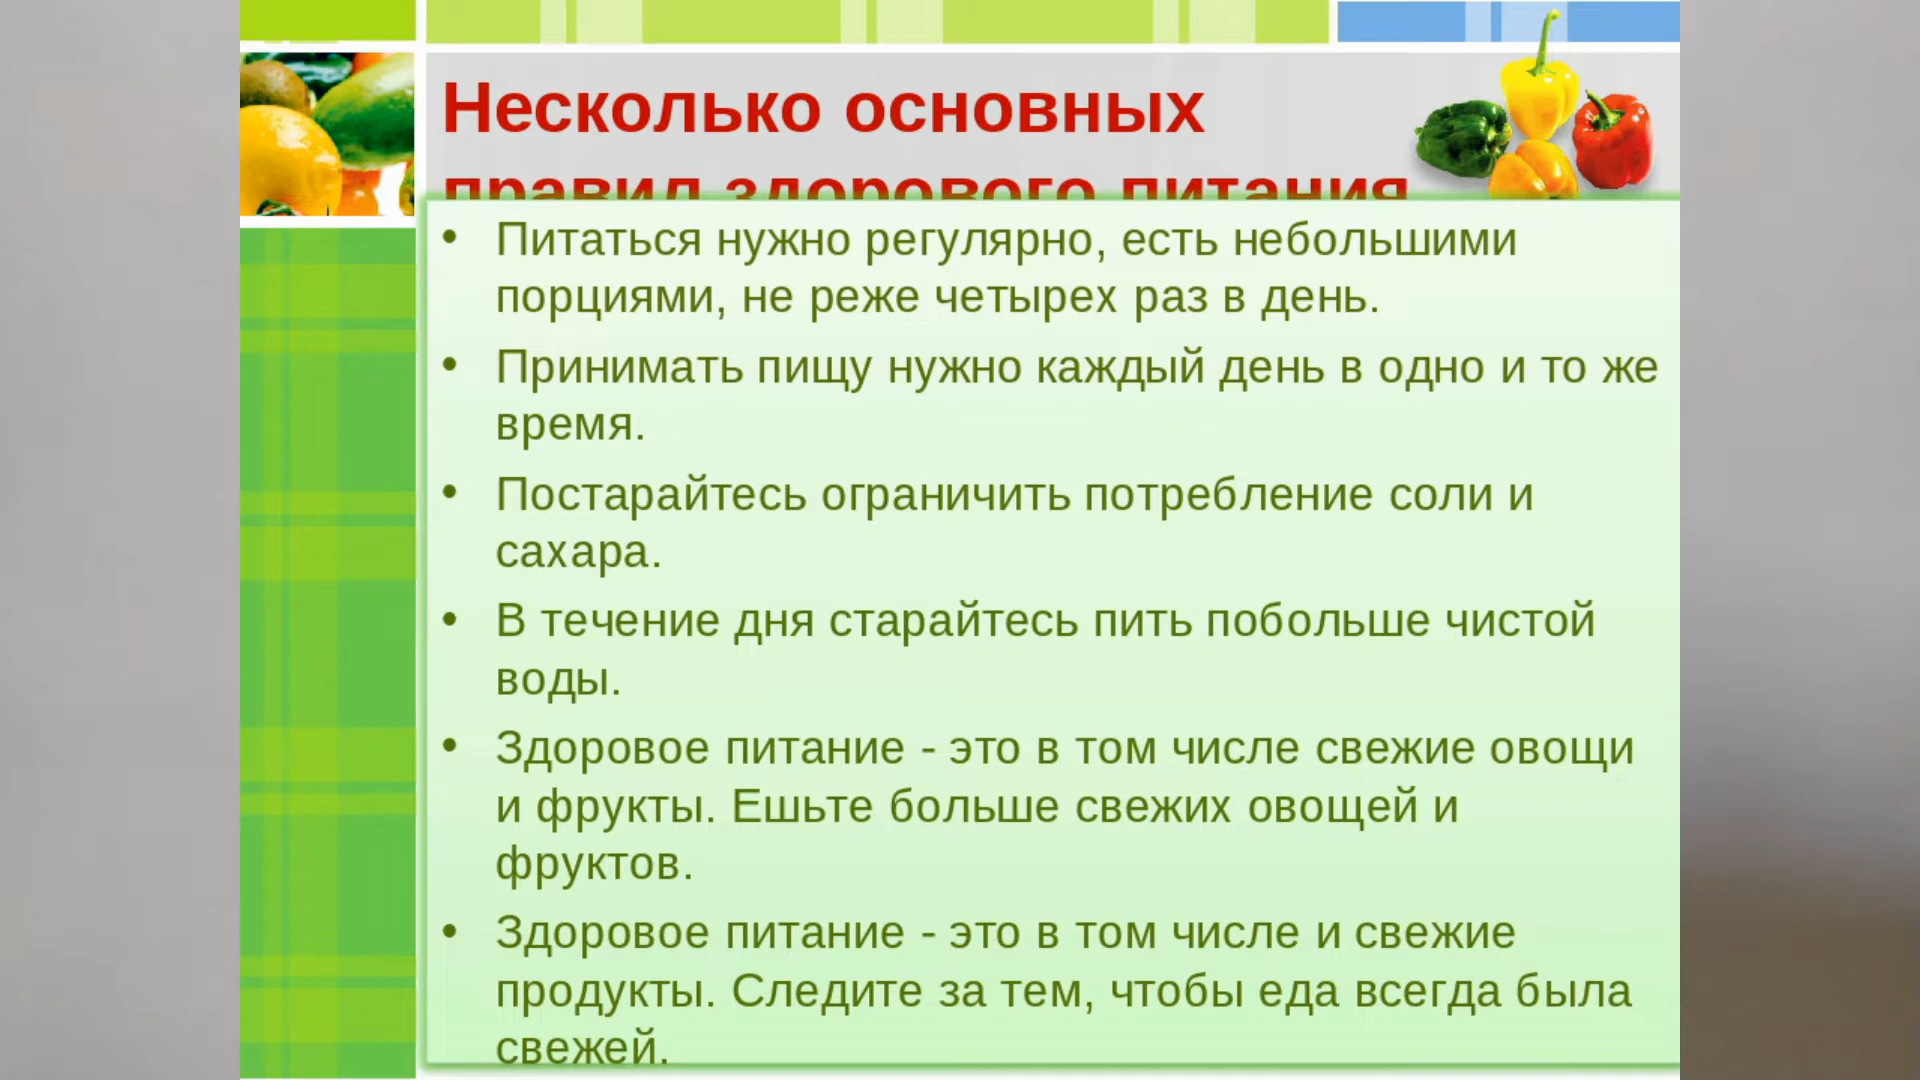 Несколько основных
правил здорового питания
• Питаться нужно регулярно, есть небольшими
порциями, не реже четырех раз в день.
• Принимать пищу нужно каждый день в одно и то же
время.
• Постарайтесь ограничить потребление соли и
сахара.
• В течение дня старайтесь пить побольше чистой
воды.
• Здоровое питание - это в том числе свежие овощи
и фрукты. Ешьте больше свежих овощей и
фруктов.
• Здоровое питание - это в том числе и свежие
продукты. Следите за тем, чтобы еда всегда была
свежей.